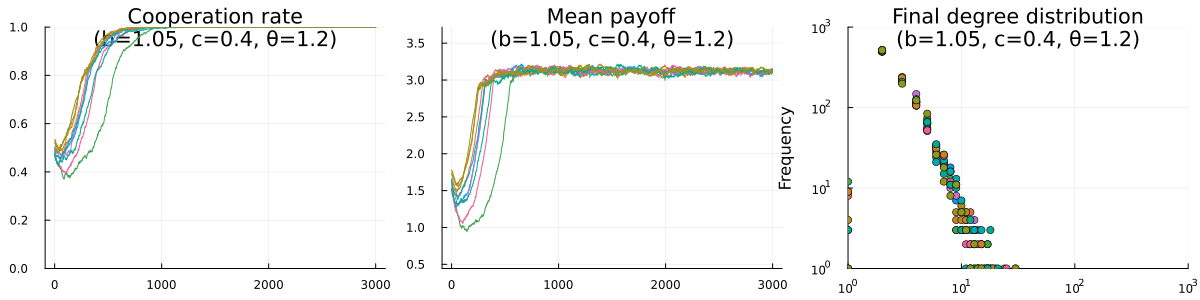 Cooperation rate
(b=1.05, c=0.4, θ=1.2)
1.0
0.8
0.6
0.4
0.2
0.0
0 1000 2000 3000
Mean payoff
(b=1.05, c=0.4, θ=1.2)
3.5
3.0
2.5
2.0
1.5
1.0
0.5
0 1000 2000 3000
Final degree distribution
(b=1.05, c=0.4, θ=1.2)
Frequency
10³
10²
10¹
10⁰
10⁰ 10¹ 10² 10³